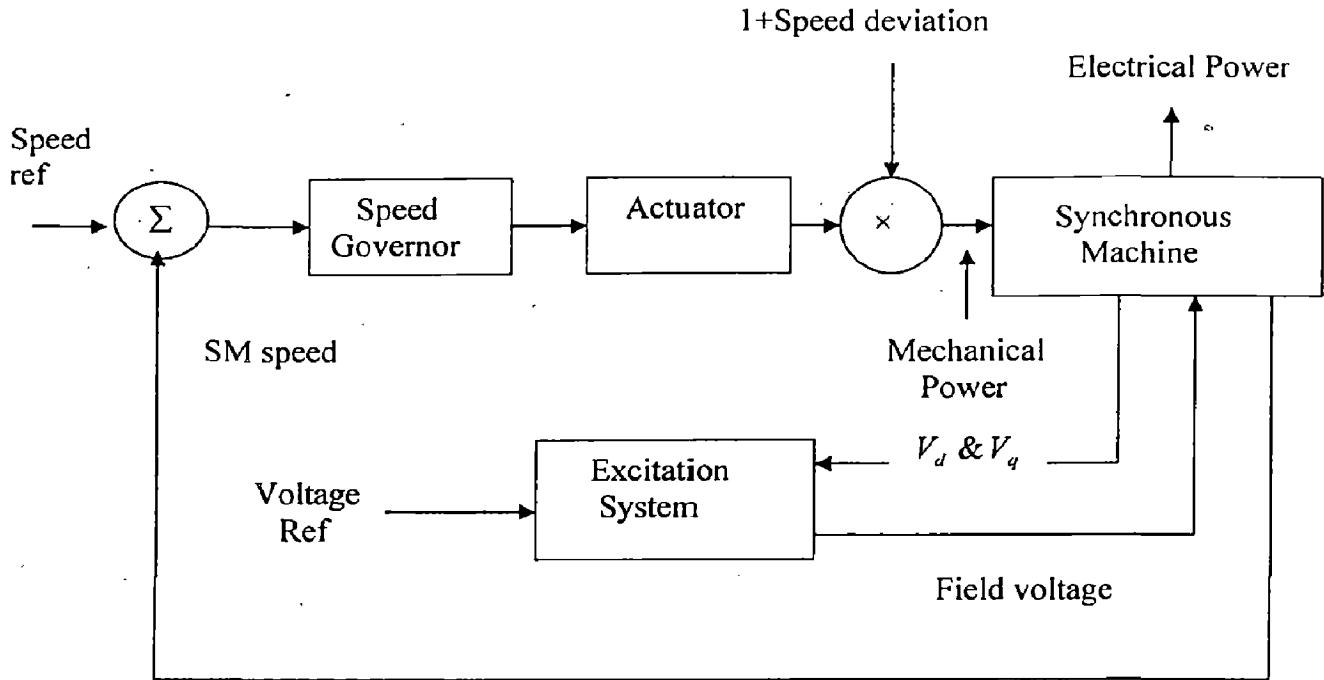 1+Speed deviation
Electrical Power
Speed
ref
Σ
Speed
Governor
Actuator
×
Synchronous
Machine
SM speed
Mechanical
Power
V_d & V_q
Excitation
System
Voltage
Ref
Field voltage